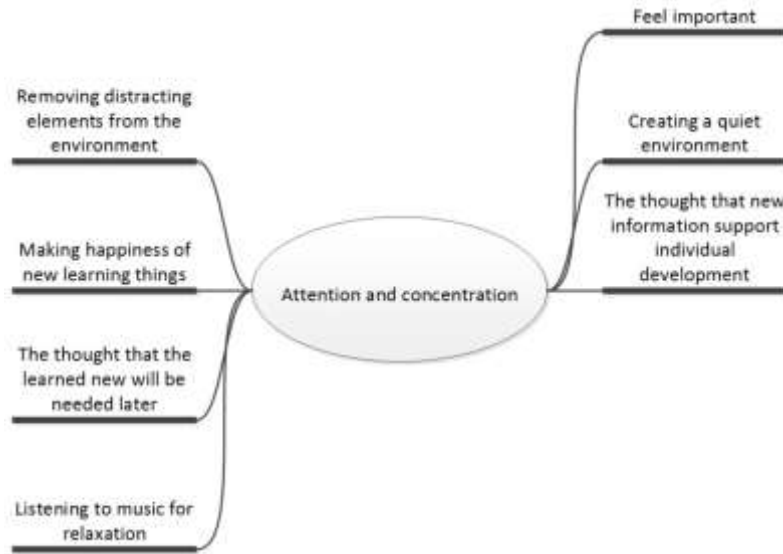 Feel important
Removing distracting
elements from the
environment
Creating a quiet
environment
The thought that new
information support
individual
development
Making happiness of
new learning things
Attention and concentration
The thought that the
learned new will be
needed later
Listening to music for
relaxation